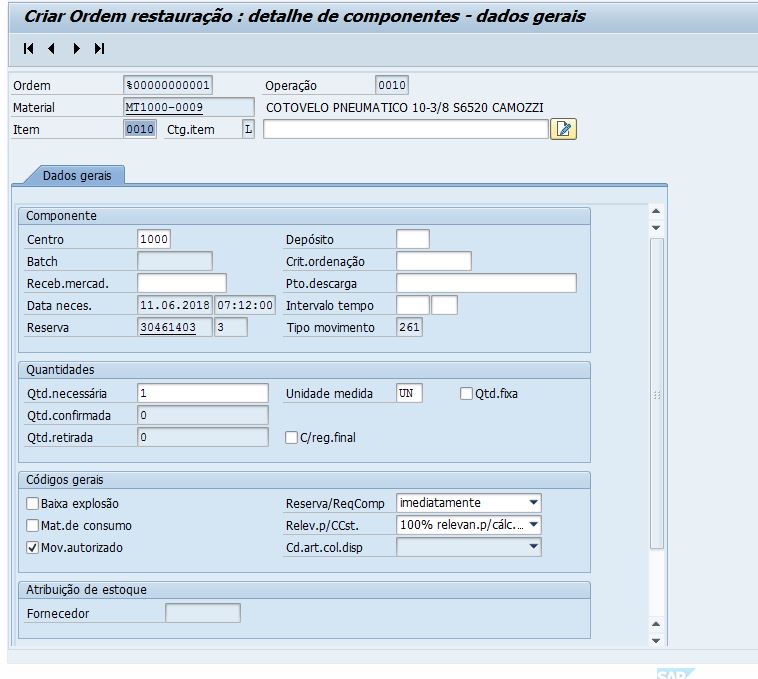 Criar Ordem restauração : detalhe de componentes - dados gerais
Ordem %00000000001 Operação 0010
Material MT1000-0009 COTOVELO PNEUMATICO 10-3/8 S6520 CAMOZZI
Item 0010 Ctg.item L
Dados gerais
Componente
Centro 1000 Depósito
Batch Crit.ordenação
Receb.mercad. Pto.descarga
Data neces. 11.06.2018 07:12:00 Intervalo tempo
Reserva 30461403 3 Tipo movimento 261
Quantidades
Qtd.necessária 1 Unidade medida UN Qtd.fixa
Qtd.confirmada 0
Qtd.retirada 0 C/reg.final
Códigos gerais
Baixa explosão Reserva/ReqComp imediatamente
Mat.de consumo Relev.p/CCst. 100% relevan.p/cálc...
Mov.autorizado Cd.art.col.disp
Atribuição de estoque
Fornecedor
SAP